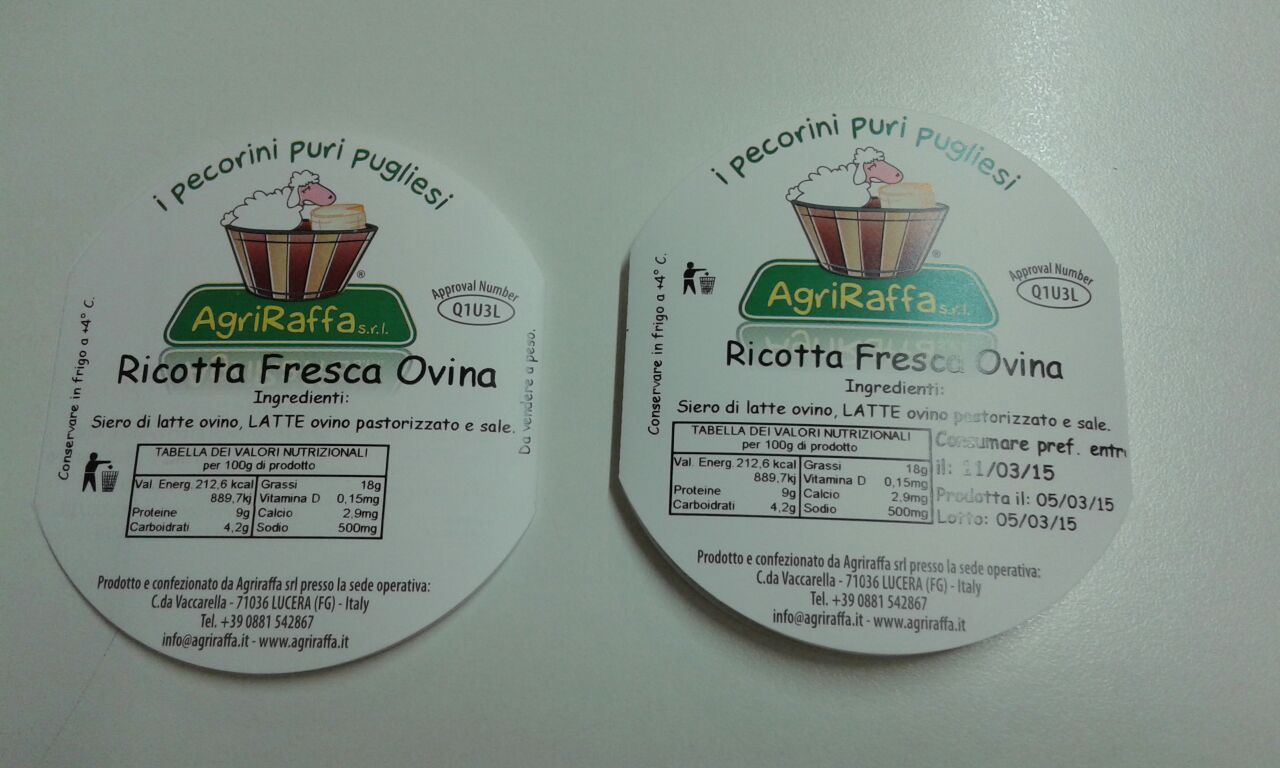 i pecorini puri pugliesi
®
AgriRaffa s.r.l.
Approval Number
Q1U3L
Ricotta Fresca Ovina
Ingredienti:
Siero di latte ovino, LATTE ovino pastorizzato e sale.
Conservare in frigo a +4° C.
Da vendere a peso.
TABELLA DEI VALORI NUTRIZIONALI
per 100g di prodotto
Val. Energ. 212,6 kcal Grassi 18g
889,7kj Vitamina D 0,15mg
Proteine 9g Calcio 2,9mg
Carboidrati 4,2g Sodio 500mg
Prodotto e confezionato da Agriraffa srl presso la sede operativa:
C.da Vaccarella - 71036 LUCERA (FG) - Italy
Tel. +39 0881 542867
info@agriraffa.it - www.agriraffa.it
i pecorini puri pugliesi
®
AgriRaffa s.r.l.
Approval Number
Q1U3L
Conservare in frigo a +4° C.
Ricotta Fresca Ovina
Ingredienti:
Siero di latte ovino, LATTE ovino pastorizzato e sale.
TABELLA DEI VALORI NUTRIZIONALI
per 100g di prodotto
Val. Energ. 212,6 kcal Grassi 18g
889,7kj Vitamina D 0,15mg
Proteine 9g Calcio 2,9mg
Carboidrati 4,2g Sodio 500mg
Consumare pref. entr
il: 11/03/15
Prodotta il: 05/03/15
Lotto: 05/03/15
Prodotto e confezionato da Agriraffa srl presso la sede operativa:
C.da Vaccarella - 71036 LUCERA (FG) - Italy
Tel. +39 0881 542867
info@agriraffa.it - www.agriraffa.it